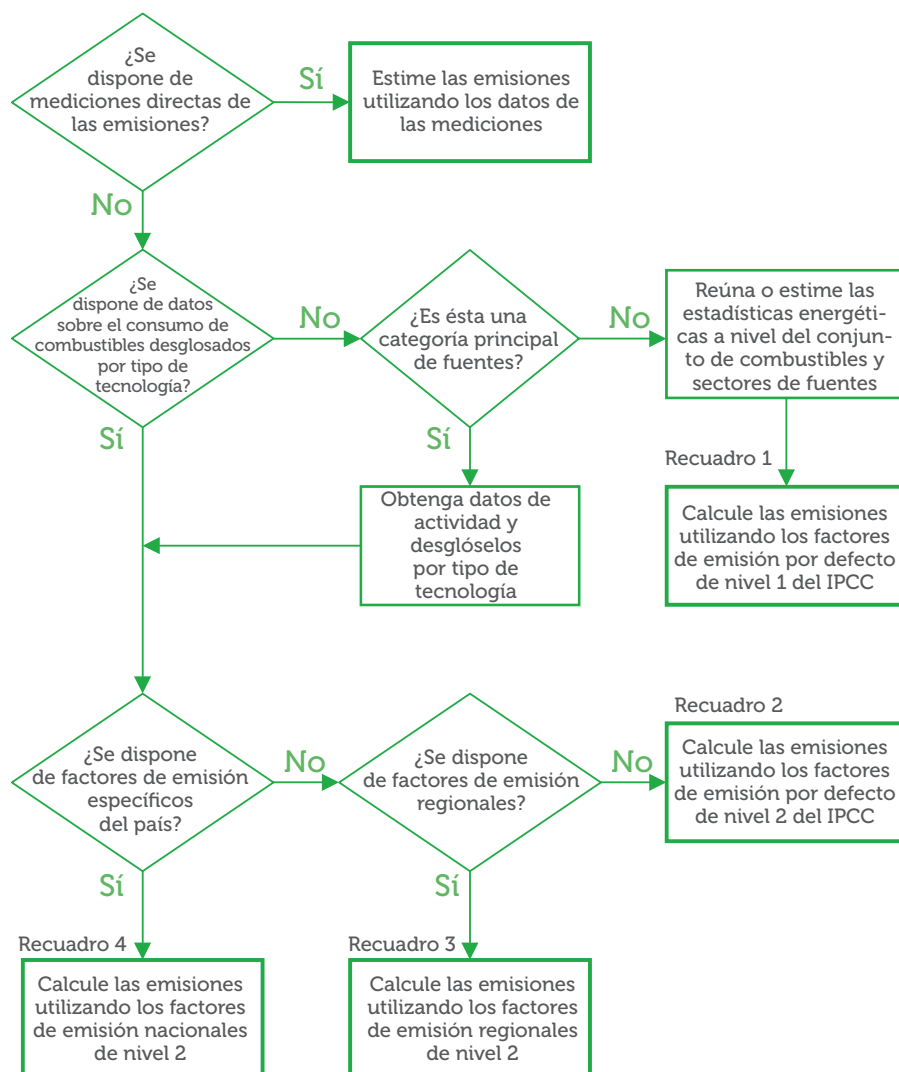 ¿Se
dispone de
mediciones directas de
las emisiones?
Sí
Estime las emisiones
utilizando los datos de
las mediciones
No
¿Se
dispone de datos
sobre el consumo de
combustibles desglosados
por tipo de
tecnología?
No
¿Es ésta una
categoría principal
de fuentes?
No
Reúna o estime las
estadísticas energéti-
cas a nivel del conjun-
to de combustibles y
sectores de fuentes
Sí
Sí
Recuadro 1
Obtenga datos de
actividad y
desglóselos
por tipo de
tecnología
Calcule las emisiones
utilizando los factores
de emisión por defecto
de nivel 1 del IPCC
¿Se dispone
de factores de emisión
específicos
del país?
No
¿Se dispone
de factores de emisión
regionales?
No
Recuadro 2
Calcule las emisiones
utilizando los factores
de emisión por defecto
de nivel 2 del IPCC
Sí
Sí
Recuadro 4
Calcule las emisiones
utilizando los factores
de emisión nacionales
de nivel 2
Recuadro 3
Calcule las emisiones
utilizando los factores
de emisión regionales
de nivel 2